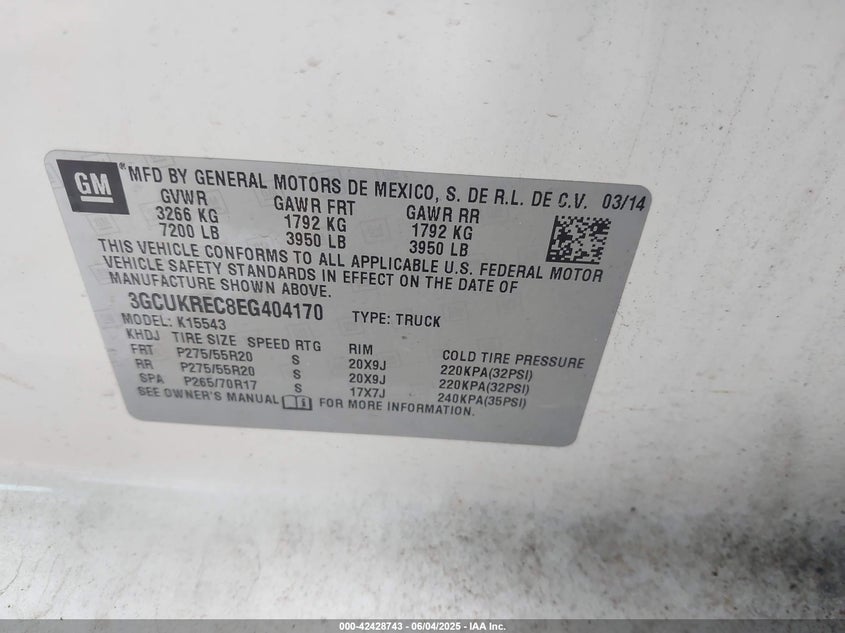 GM
®
MFD BY GENERAL MOTORS DE MEXICO, S. DE R.L. DE C.V. 03/14
GVWR GAWR FRT GAWR RR
3266 KG 1792 KG 1792 KG
7200 LB 3950 LB 3950 LB
THIS VEHICLE CONFORMS TO ALL APPLICABLE U.S. FEDERAL MOTOR
VEHICLE SAFETY STANDARDS IN EFFECT ON THE DATE OF
MANUFACTURE SHOWN ABOVE.
3GCUKREC8EG404170 TYPE: TRUCK
MODEL: K15543
KHDJ TIRE SIZE SPEED RTG RIM COLD TIRE PRESSURE
FRT P275/55R20 S 20X9J 220KPA(32PSI)
RR P275/55R20 S 20X9J 220KPA(32PSI)
SPA P265/70R17 S 17X7J 240KPA(35PSI)
SEE OWNER'S MANUAL FOR MORE INFORMATION.
000-42428743 - 06/04/2025 - IAA Inc.